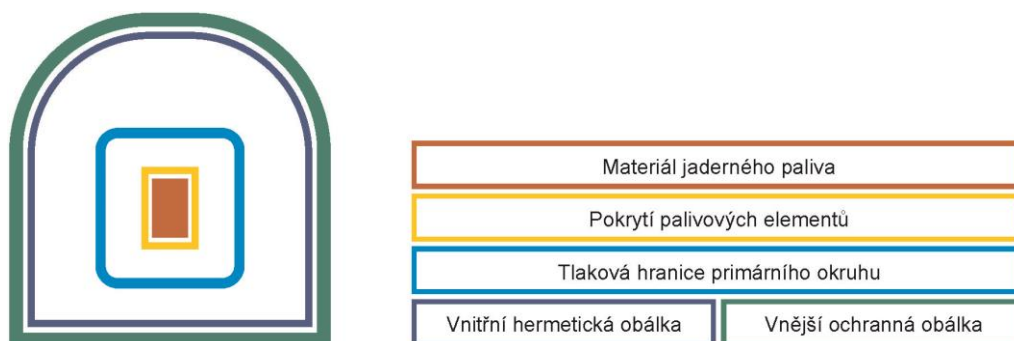 Materiál jaderného paliva
Pokrytí palivových elementů
Tlaková hranice primárního okruhu
Vnitřní hermetická obálka
Vnější ochranná obálka